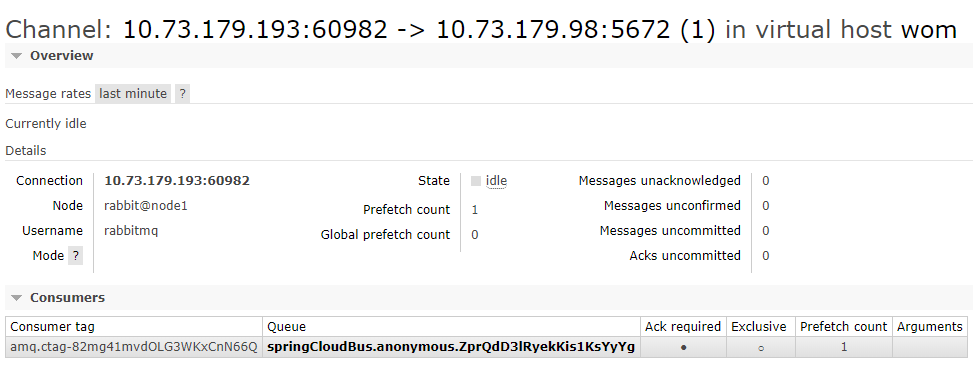 Channel: 10.73.179.193:60982 -> 10.73.179.98:5672 (1) in virtual host wom
Overview
Message rates last minute ?
Currently idle
Details
Connection 10.73.179.193:60982 State idle Messages unacknowledged 0
Node rabbit@node1 Prefetch count 1 Messages unconfirmed 0
Username rabbitmq Global prefetch count 0 Messages uncommitted 0
Mode ? Acks uncommitted 0
Consumers
Consumer tag Queue Ack required Exclusive Prefetch count Arguments
amq.ctag-82mg41mvdOLG3WKxCnN66Q springCloudBus.anonymous.ZprQdD3lRyekKis1KsYyYg ● ○ 1